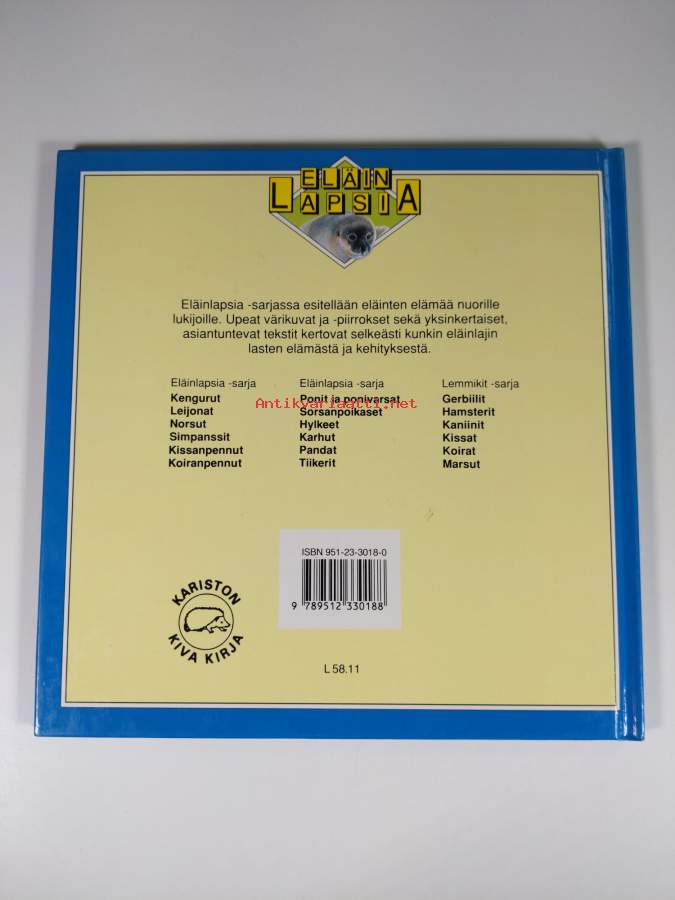 ELÄIN
LAPSIA
Eläinlapsia -sarjassa esitellään eläinten elämää nuorille
lukijoille. Upeat värikuvat ja -piirrokset sekä yksinkertaiset,
asiantuntevat tekstit kertovat selkeästi kunkin eläinlajin
lasten elämästä ja kehityksestä.
Eläinlapsia -sarja
Kengurut
Leijonat
Norsut
Simpanssit
Kissanpennut
Koiranpennut
Eläinlapsia -sarja
Ponit ja ponivarsat
Sorsanpoikaset
Hylkeet
Karhut
Pandat
Tiikerit
Lemmikit -sarja
Gerbiilit
Hamsterit
Kaniinit
Kissat
Koirat
Marsut
Antikvariaatti.net
ISBN 951-23-3018-0
9 789512 330188
KARISTON
KIVA KIRJA
L 58.11